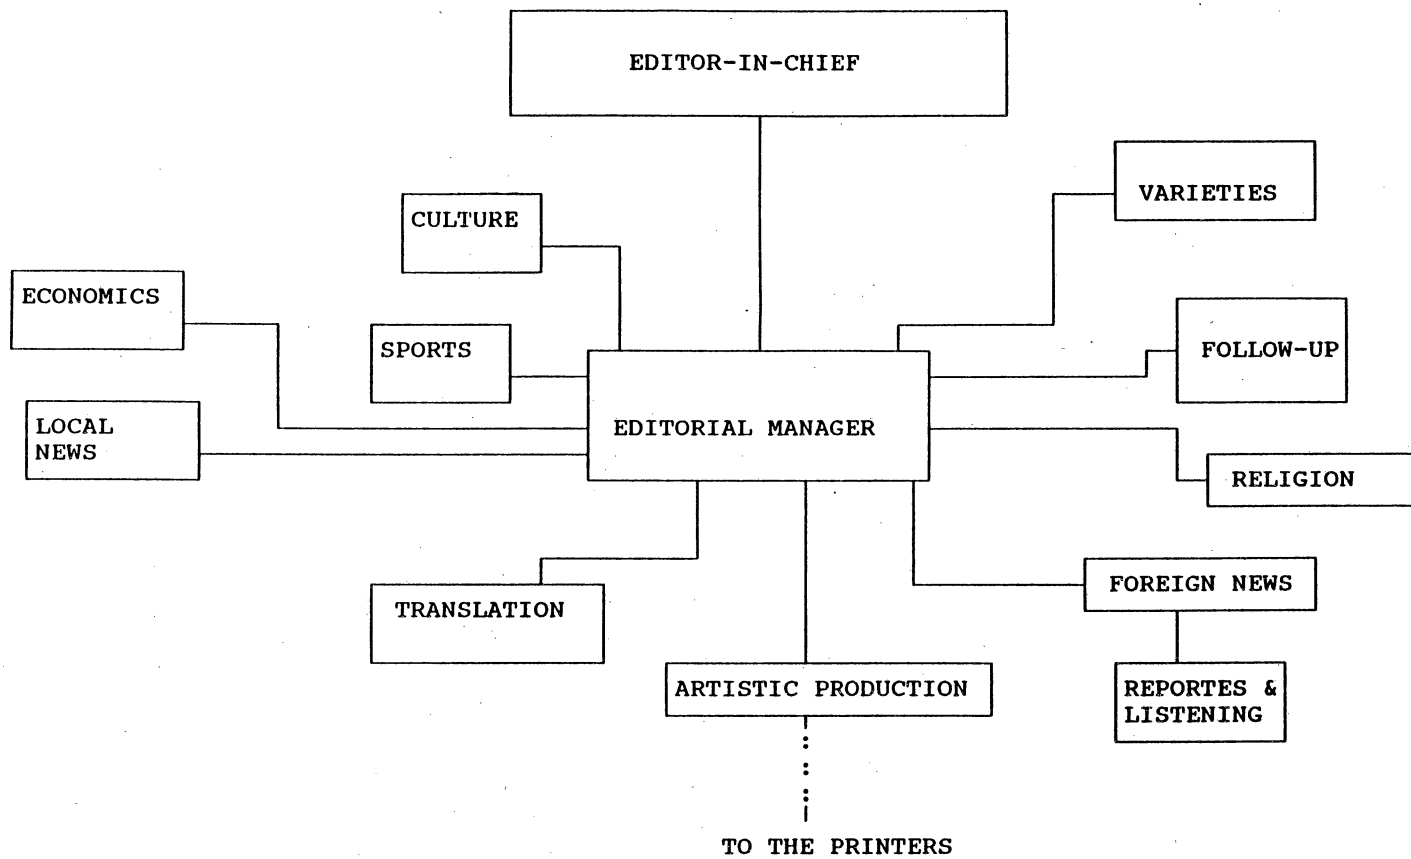 EDITOR-IN-CHIEF
VARIETIES
CULTURE
ECONOMICS
SPORTS
FOLLOW-UP
LOCAL
NEWS
EDITORIAL MANAGER
RELIGION
TRANSLATION
FOREIGN NEWS
ARTISTIC PRODUCTION
REPORTES &
LISTENING
TO THE PRINTERS